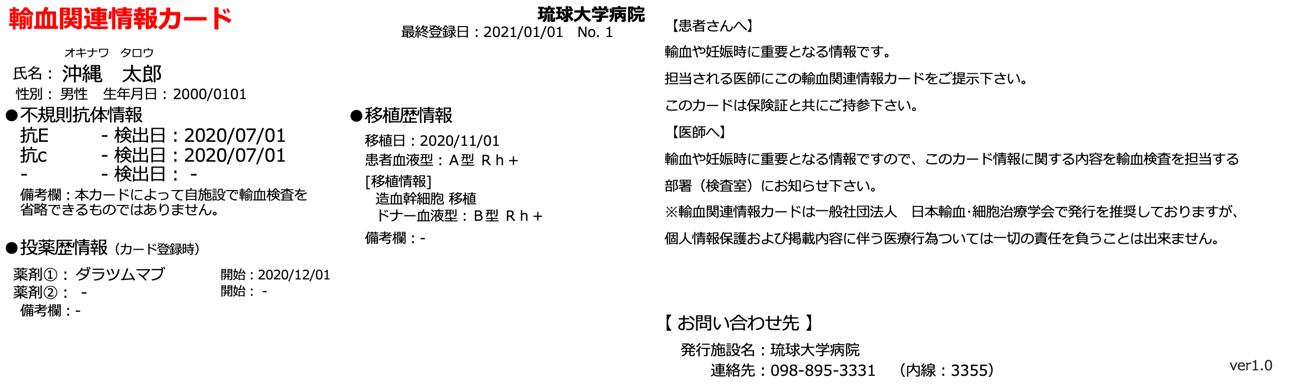 輸血関連情報カード
琉球大学病院
最終登録日：2021/01/01　No. 1
オキナワ　タロウ
氏名： 沖縄　太郎
性別： 男性　生年月日：2000/0101
●不規則抗体情報
抗E - 検出日：2020/07/01
抗c - 検出日：2020/07/01
- - 検出日： -
備考欄：本カードによって自施設で輸血検査を
省略できるものではありません。
●投薬歴情報（カード登録時）
薬剤①： ダラツムマブ 開始：2020/12/01
薬剤②： - 開始： -
備考欄：-
●移植歴情報
移植日：2020/11/01
患者血液型：Ａ型 Ｒｈ＋
[移植情報]
造血幹細胞 移植
ドナー血液型：Ｂ型 Ｒｈ＋
備考欄：-
【患者さんへ】
輸血や妊娠時に重要となる情報です。
担当される医師にこの輸血関連情報カードをご提示下さい。
このカードは保険証と共にご持参下さい。
【医師へ】
輸血や妊娠時に重要となる情報ですので、このカード情報に関する内容を輸血検査を担当する
部署（検査室）にお知らせ下さい。
※輸血関連情報カードは一般社団法人　日本輸血･細胞治療学会で発行を推奨しておりますが、
個人情報保護および掲載内容に伴う医療行為ついては一切の責任を負うことは出来ません。
【 お問い合わせ先 】
発行施設名：琉球大学病院
連絡先：098-895-3331　（内線：3355）
ver1.0